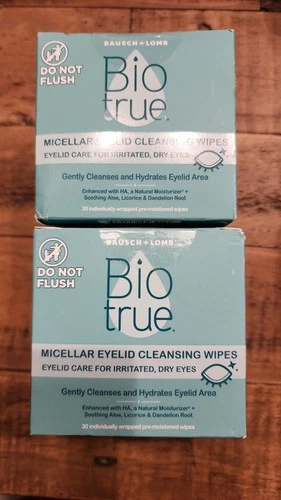 BAUSCH + LOMB
DO NOT
FLUSH
Bio
true®
MICELLAR EYELID CLEANSING WIPES
EYELID CARE FOR IRRITATED, DRY EYES
Gently Cleanses and Hydrates Eyelid Area
Enhanced with HA, a Natural Moisturizer* +
Soothing Aloe, Licorice & Dandelion Root
30 individually wrapped pre-moistened wipes
BAUSCH + LOMB
DO NOT
FLUSH
Bio
true®
MICELLAR EYELID CLEANSING WIPES
EYELID CARE FOR IRRITATED, DRY EYES
Gently Cleanses and Hydrates Eyelid Area
Enhanced with HA, a Natural Moisturizer* +
Soothing Aloe, Licorice & Dandelion Root
30 individually wrapped pre-moistened wipes